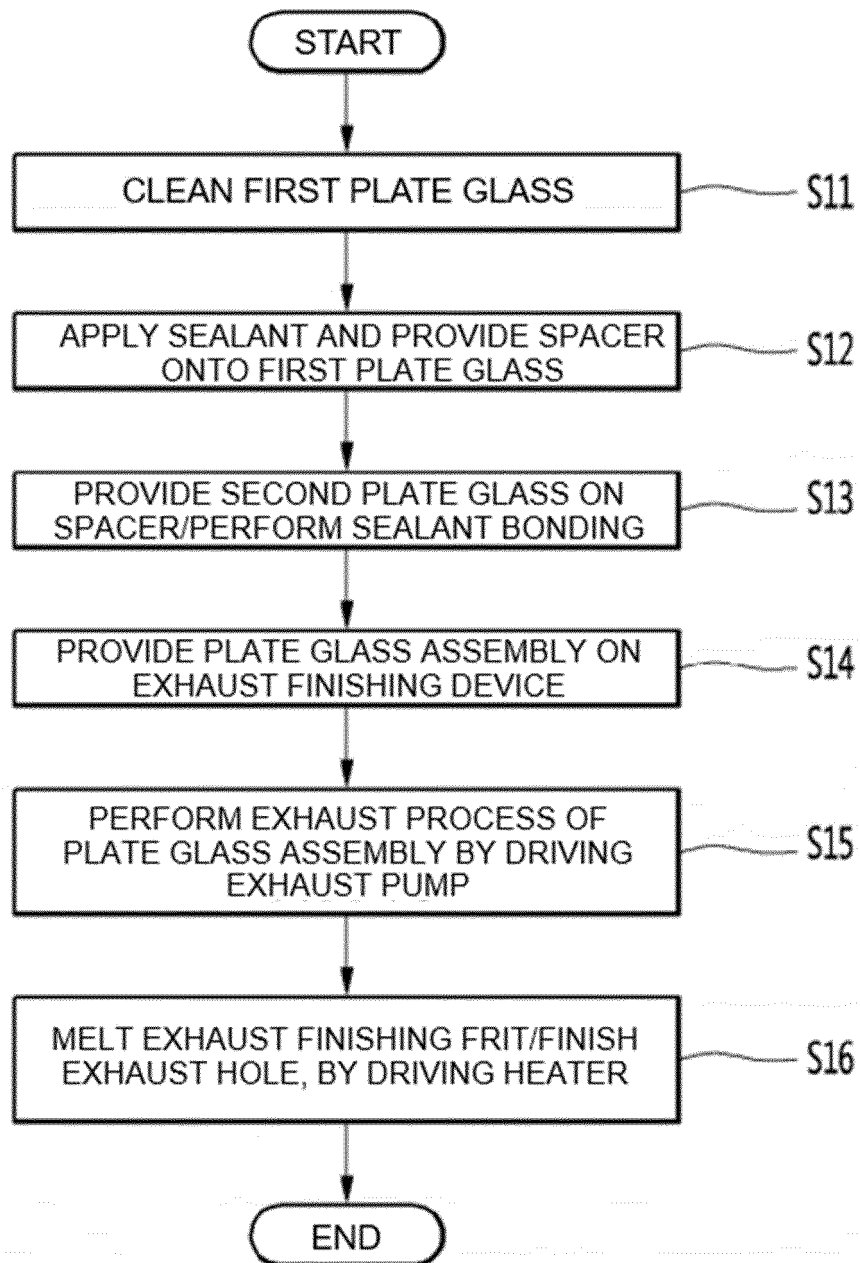 START
CLEAN FIRST PLATE GLASS
S11
APPLY SEALANT AND PROVIDE SPACER
ONTO FIRST PLATE GLASS
S12
PROVIDE SECOND PLATE GLASS ON
SPACER/PERFORM SEALANT BONDING
S13
PROVIDE PLATE GLASS ASSEMBLY ON
EXHAUST FINISHING DEVICE
S14
PERFORM EXHAUST PROCESS OF
PLATE GLASS ASSEMBLY BY DRIVING
EXHAUST PUMP
S15
MELT EXHAUST FINISHING FRIT/FINISH
EXHAUST HOLE, BY DRIVING HEATER
S16
END